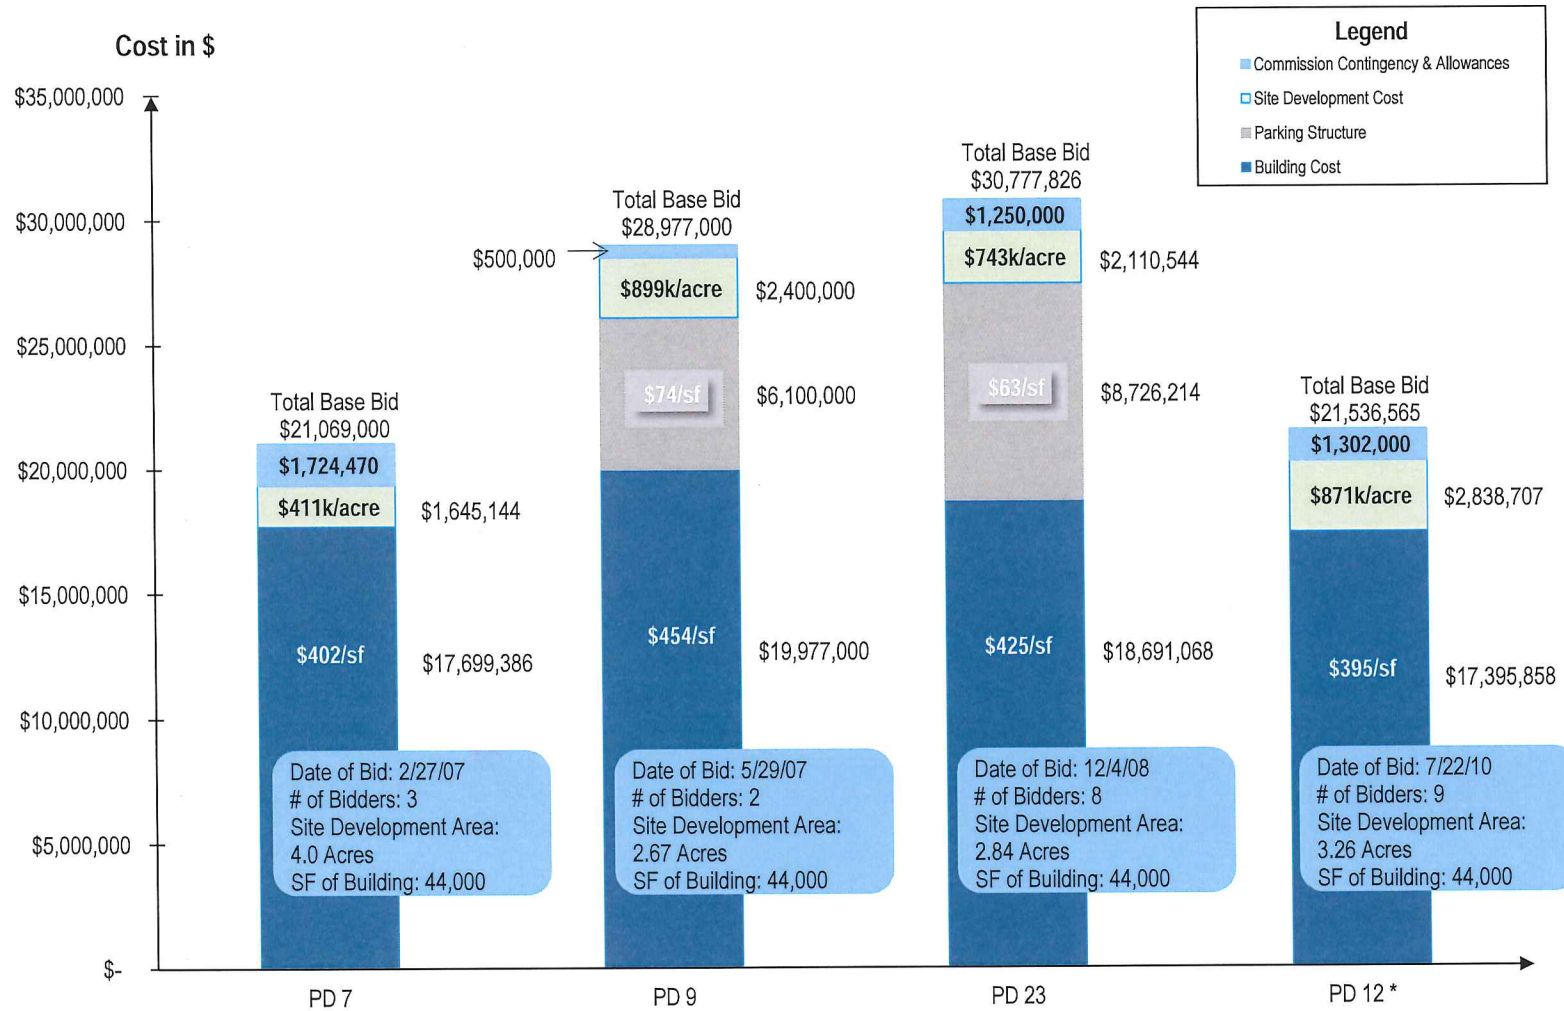 Cost in $
Legend
Commission Contingency & Allowances
Site Development Cost
Parking Structure
Building Cost
$35,000,000
$30,000,000
$25,000,000
$20,000,000
$15,000,000
$10,000,000
$5,000,000
$-
Total Base Bid
$21,069,000
$1,724,470
$411k/acre
$1,645,144
$402/sf
$17,699,386
Date of Bid: 2/27/07
# of Bidders: 3
Site Development Area:
4.0 Acres
SF of Building: 44,000
PD 7
Total Base Bid
$28,977,000
$500,000
$899k/acre
$2,400,000
$74/sf
$6,100,000
$454/sf
$19,977,000
Date of Bid: 5/29/07
# of Bidders: 2
Site Development Area:
2.67 Acres
SF of Building: 44,000
PD 9
Total Base Bid
$30,777,826
$1,250,000
$743k/acre
$2,110,544
$63/sf
$8,726,214
$425/sf
$18,691,068
Date of Bid: 12/4/08
# of Bidders: 8
Site Development Area:
2.84 Acres
SF of Building: 44,000
PD 23
Total Base Bid
$21,536,565
$1,302,000
$871k/acre
$2,838,707
$395/sf
$17,395,858
Date of Bid: 7/22/10
# of Bidders: 9
Site Development Area:
3.26 Acres
SF of Building: 44,000
PD 12 *